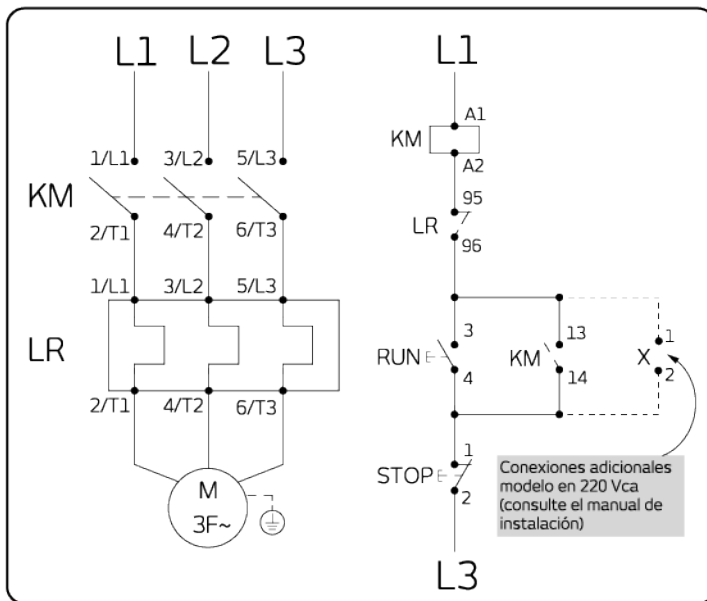 L1 L2 L3
1/L1 3/L2 5/L3
KM
2/T1 4/T2 6/T3
1/L1 3/L2 5/L3
LR
2/T1 4/T2 6/T3
M
3F~
L1
A1
KM
A2
95
LR
96
3 13 1
RUN KM X
4 14 2
1
STOP
2
L3
Conexiones adicionales
modelo en 220 Vca
(consulte el manual de
instalación)